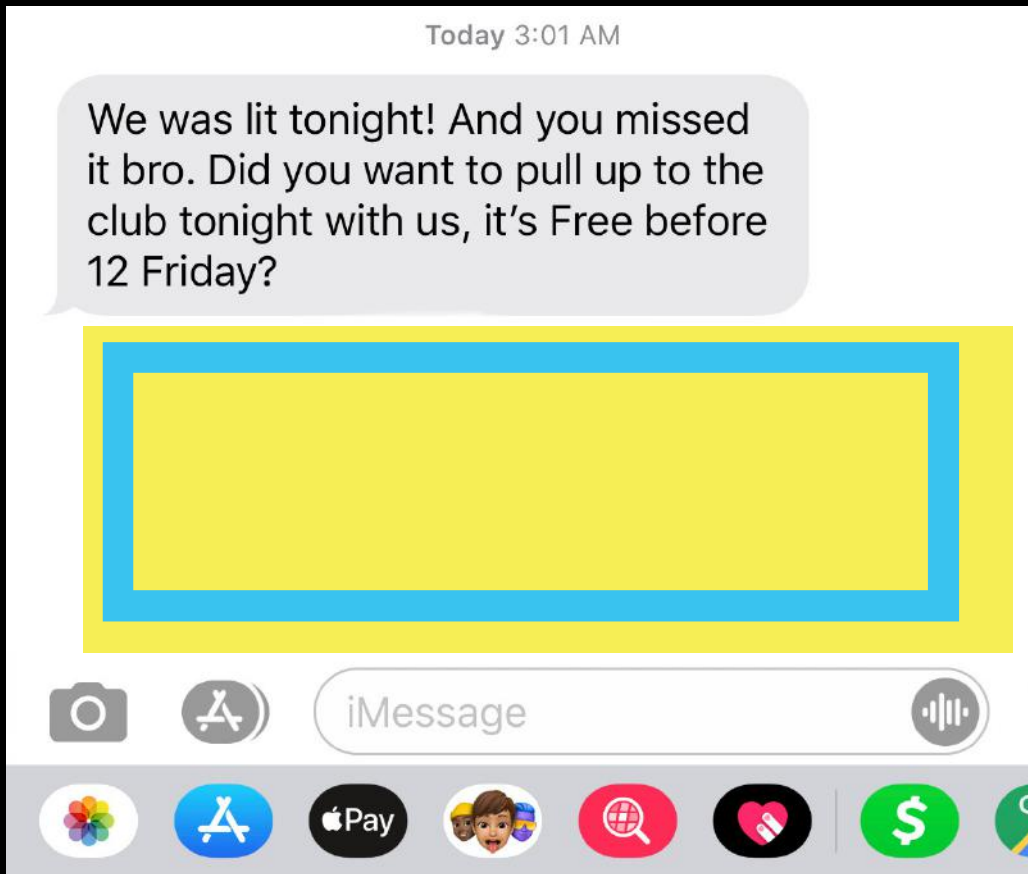 Today 3:01 AM
We was lit tonight! And you missed
it bro. Did you want to pull up to the
club tonight with us, it’s Free before
12 Friday?
iMessage
Pay
$